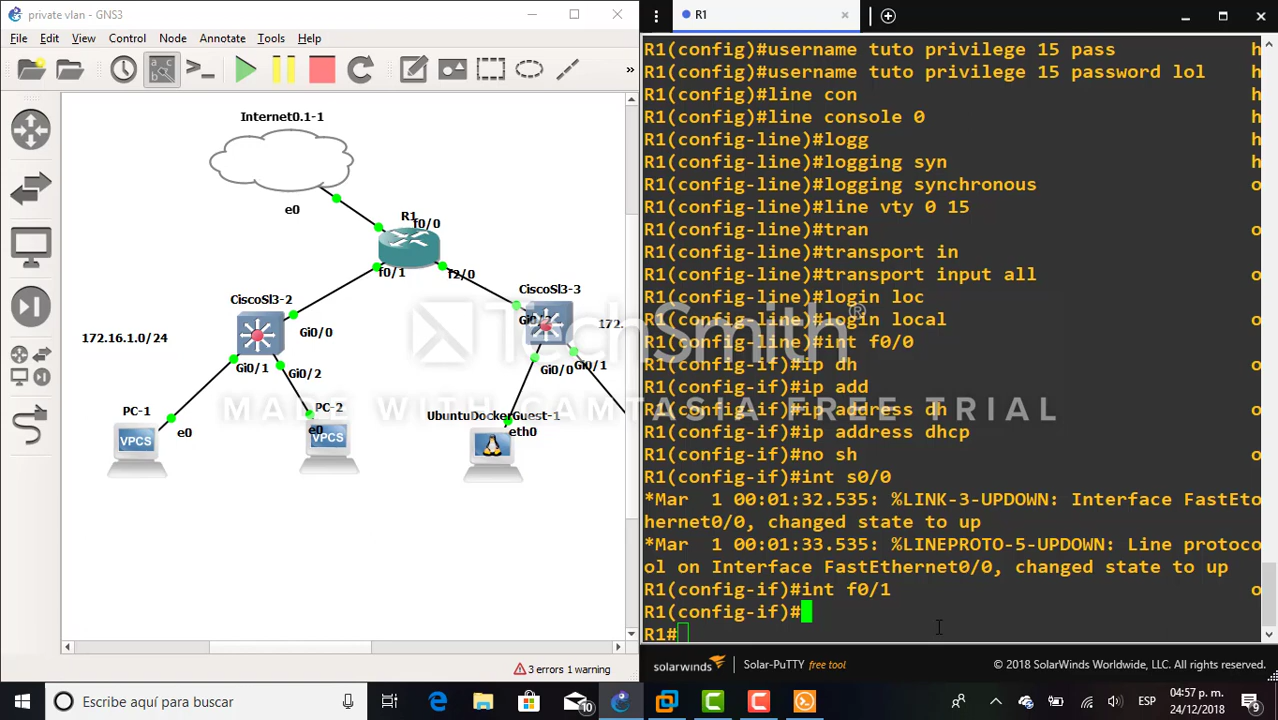 private vlan - GNS3
File Edit View Control Node Annotate Tools Help
Internet0.1-1
e0
R1
f0/0
f0/1
f2/0
CiscoSl3-2
Gi0/0
CiscoSl3-3
172.16.1.0/24
172.
Gi0/1
Gi0/2
Gi0/0
Gi0/1
PC-1
VPCS
e0
PC-2
e0
VPCS
UbuntuDockerGuest-1
eth0
3 errors 1 warning
R1
R1(config)#username tuto privilege 15 pass
R1(config)#username tuto privilege 15 password lol
R1(config)#line con
R1(config)#line console 0
R1(config-line)#logg
R1(config-line)#logging syn
R1(config-line)#logging synchronous
R1(config-line)#line vty 0 15
R1(config-line)#tran
R1(config-line)#transport in
R1(config-line)#transport input all
R1(config-line)#login loc
R1(config-line)#login local
R1(config-line)#int f0/0
R1(config-if)#ip dh
R1(config-if)#ip add
R1(config-if)#ip address dh
R1(config-if)#ip address dhcp
R1(config-if)#no sh
R1(config-if)#int s0/0
*Mar 1 00:01:32.535: %LINK-3-UPDOWN: Interface FastEto
hernet0/0, changed state to up
*Mar 1 00:01:33.535: %LINEPROTO-5-UPDOWN: Line protoco
ol on Interface FastEthernet0/0, changed state to up
R1(config-if)#int f0/1
R1(config-if)#
R1#
TechSmith®
MADE WITH CAMTASIA FREE TRIAL
solarwinds Solar-PuTTY free tool © 2018 SolarWinds Worldwide, LLC. All rights reserved.
Escribe aquí para buscar
10
ESP
04:57 p. m.
24/12/2018
9